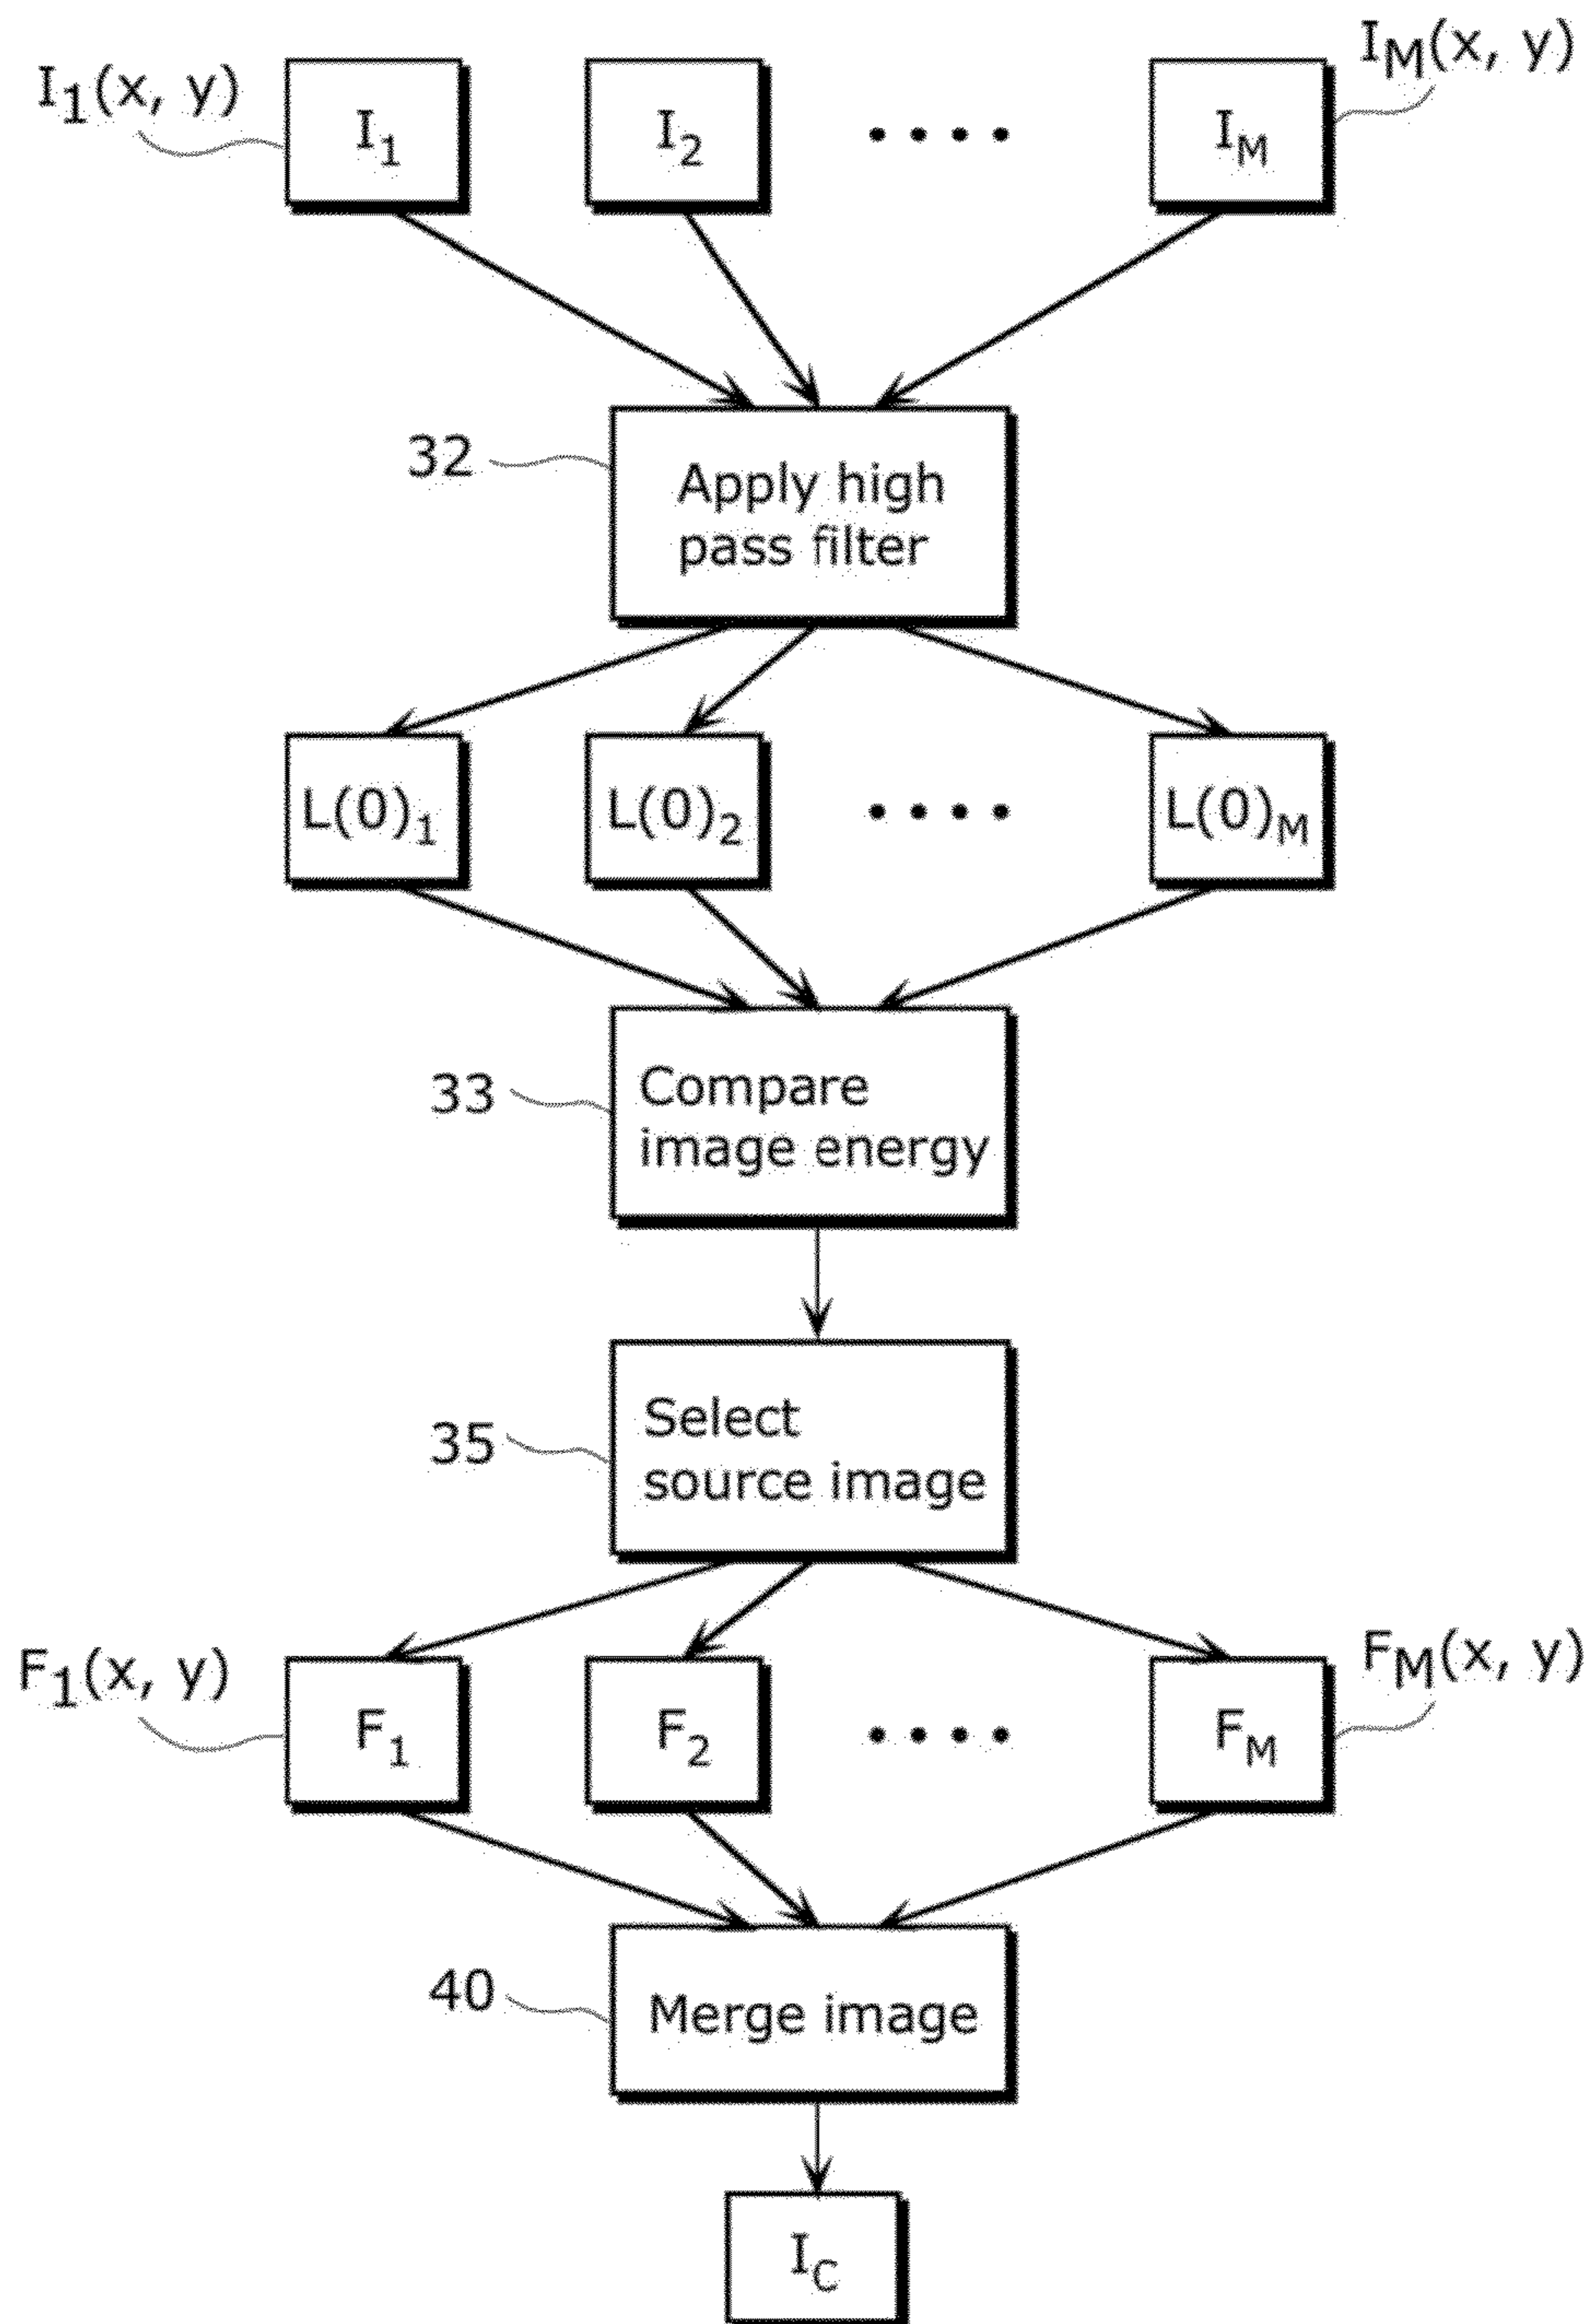 I1(x, y)
I1
I2
....
IM
IM(x, y)
32
Apply high
pass filter
L(0)1
L(0)2
....
L(0)M
33
Compare
image energy
35
Select
source image
F1(x, y)
F1
F2
....
FM
FM(x, y)
40
Merge image
IC